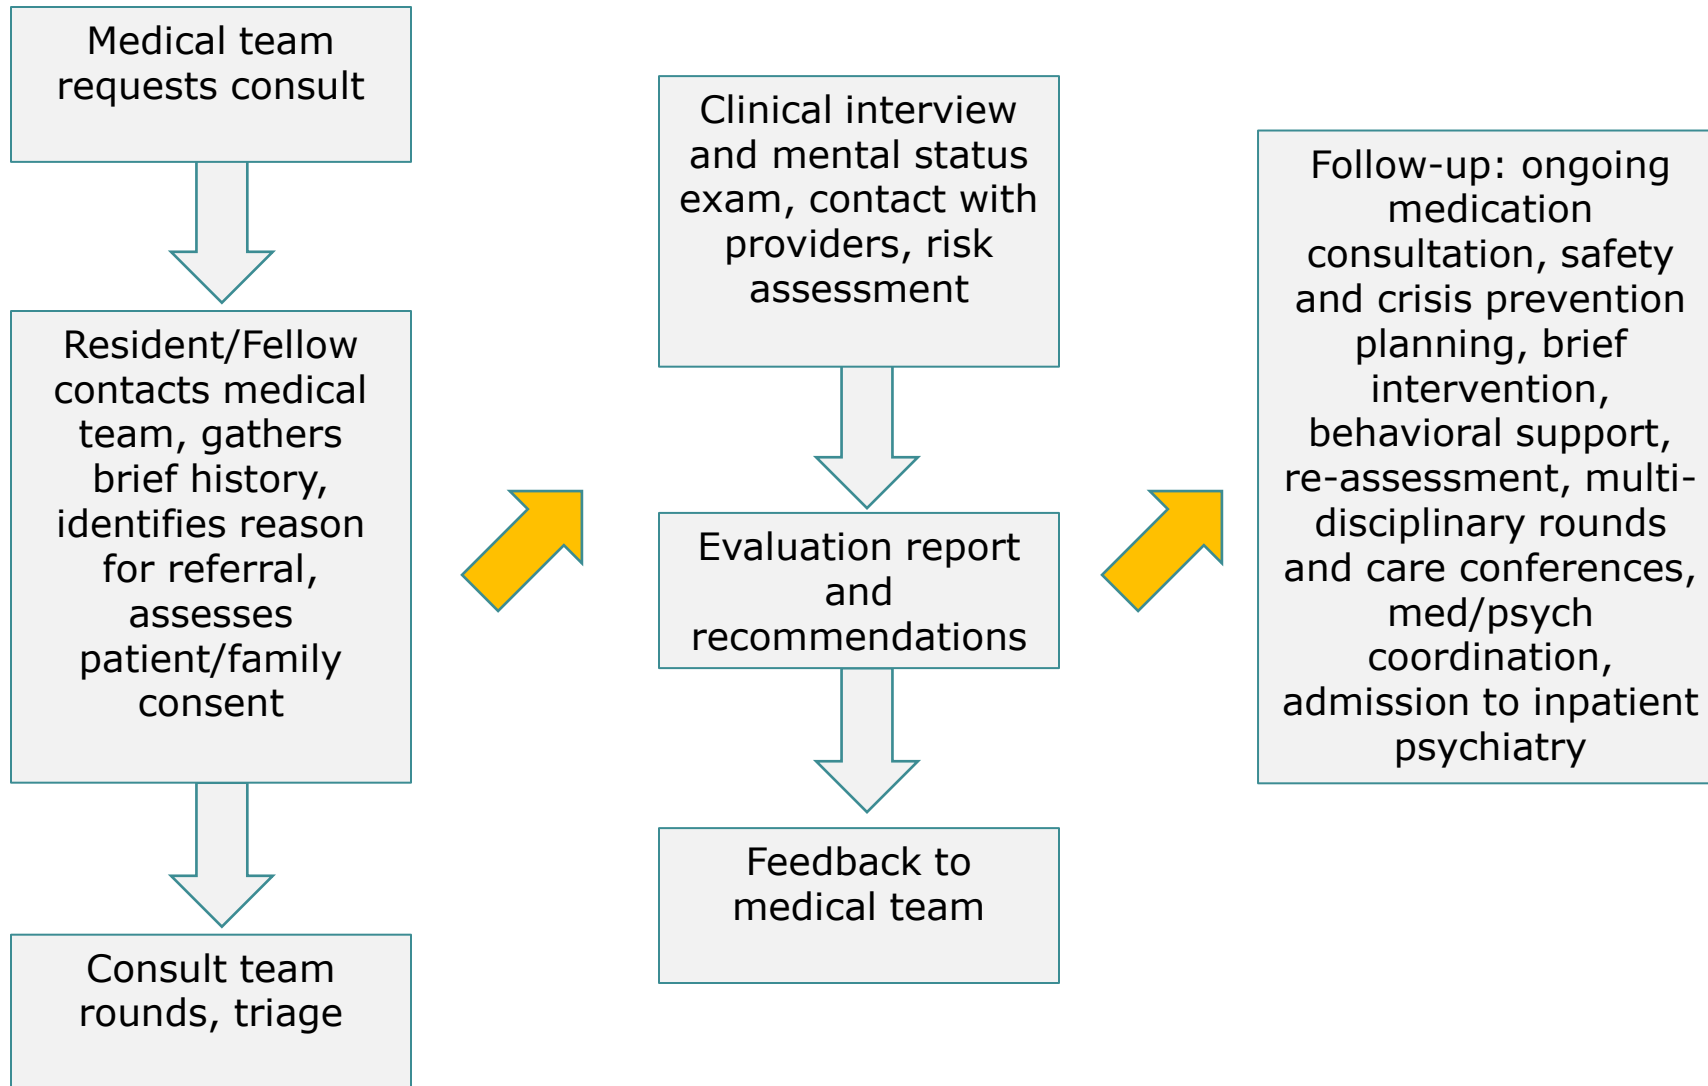 Medical team
requests consult
Resident/Fellow
contacts medical
team, gathers
brief history,
identifies reason
for referral,
assesses
patient/family
consent
Consult team
rounds, triage
Clinical interview
and mental status
exam, contact with
providers, risk
assessment
Evaluation report
and
recommendations
Feedback to
medical team
Follow-up: ongoing
medication
consultation, safety
and crisis prevention
planning, brief
intervention,
behavioral support,
re-assessment, multi-
disciplinary rounds
and care conferences,
med/psych
coordination,
admission to inpatient
psychiatry